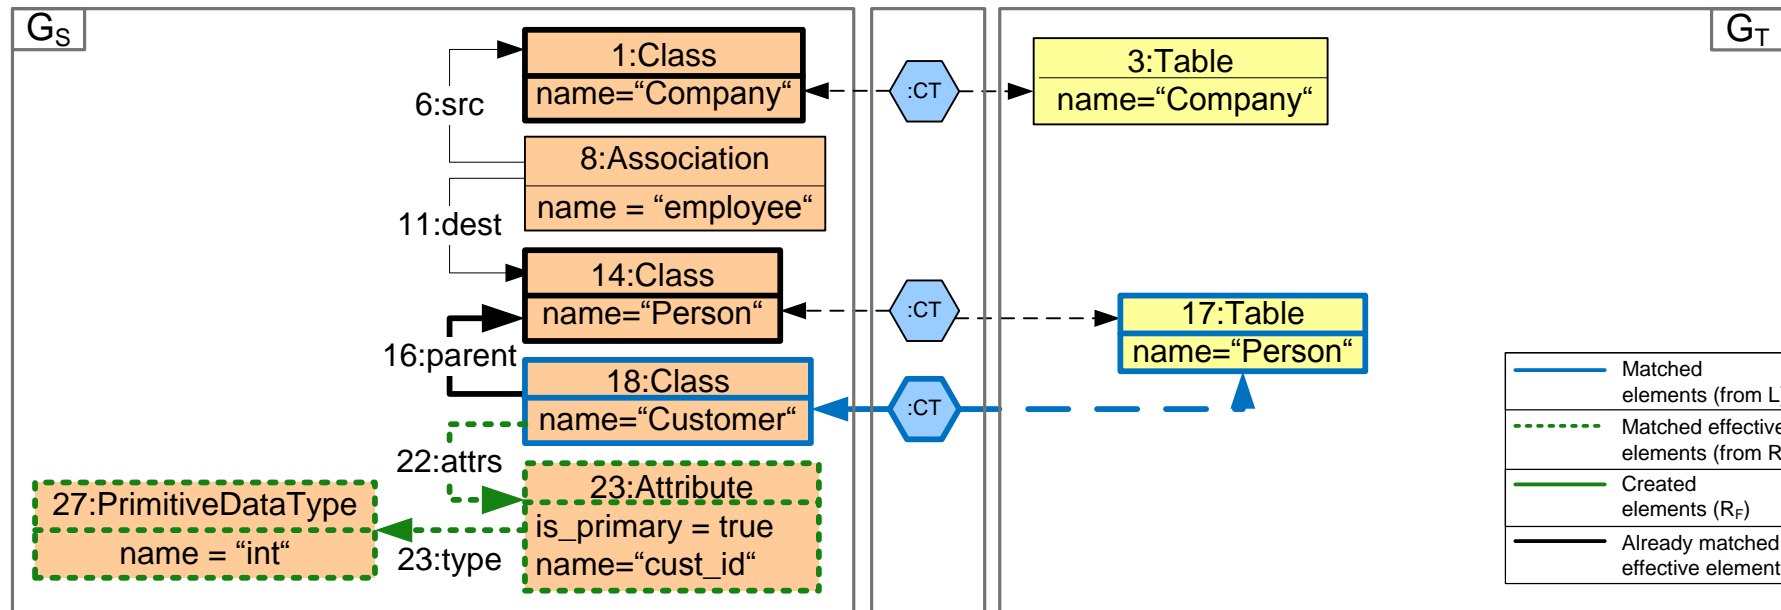 G_S
G_T
1:Class
name="Company“
:CT
3:Table
name="Company“
6:src
8:Association
name = “employee“
11:dest
14:Class
name=“Person“
:CT
17:Table
name=“Person“
16:parent
18:Class
name=“Customer“
:CT
22:attrs
23:Attribute
is_primary = true
name=“cust_id“
27:PrimitiveDataType
name = “int“
23:type
Matched
elements (from L
Matched effective
elements (from R
Created
elements (R_F)
Already matched
effective element